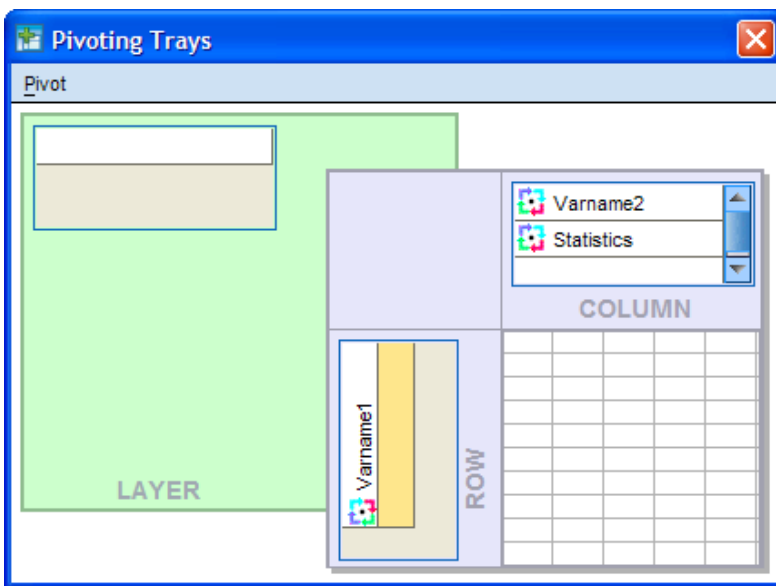 Pivoting Trays
Pivot
Varname2
Statistics
COLUMN
Varname1
ROW
LAYER